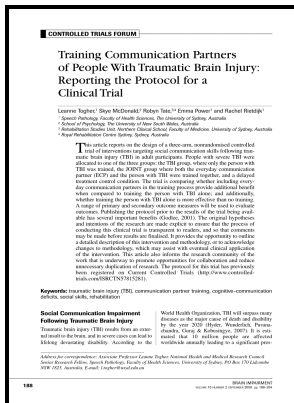 CONTROLLED TRIALS FORUM
Training Communication Partners
of People With Traumatic Brain Injury:
Reporting the Protocol for a
Clinical Trial
Leanne Togher,¹ Skye McDonald,² Robyn Tate,³,⁴ Emma Power¹ and Rachel Rietdijk¹
¹ Speech Pathology, Faculty of Health Sciences, The University of Sydney, Australia
² School of Psychology, The University of New South Wales, Australia
³ Rehabilitation Studies Unit, Northern Clinical School, Faculty of Medicine, University of Sydney, Australia
⁴ Royal Rehabilitation Centre Sydney, Sydney, Australia
This article reports on the design of a three-arm, nonrandomised controlled
trial of interventions targeting social communication skills following trau-
matic brain injury (TBI) in adult participants. People with severe TBI were
allocated to one of the three groups: the TBI group, where only the person with
TBI was trained, the JOINT group where both the everyday communication
partner (ECP) and the person with TBI were trained together, and a delayed
treatment control condition. The trial is comparing whether including every-
day communication partners in the training process provides additional benefit
when compared to training the person with TBI alone; and additionally,
whether training the person with TBI alone is more effective than no training.
A range of primary and secondary outcome measures will be used to evaluate
outcomes. Publishing the protocol prior to the results of the trial being avail-
able has several important benefits (Godlee, 2001). The original hypotheses
and intentions of the research are made explicit to ensure that the process of
conducting this clinical trial is transparent to readers, and so that comments
may be made before results are finalised. It provides the opportunity to outline
a detailed description of this intervention and methodology, or to acknowledge
changes to methodology, which may assist with eventual clinical application
of the intervention. This article also informs the research community of the
work that is underway to promote opportunities for collaboration and reduce
unnecessary duplication of research. The protocol for this trial has previously
been registered on Current Controlled Trials (http://www.controlled-
trials.com/ISRCTN57815281).
Keywords: traumatic brain injury (TBI), communication partner training, cognitive-communication
deficits, social skills, rehabilitation
Social Communication Impairment
Following Traumatic Brain Injury
Traumatic brain injury (TBI) results from an exter-
nal insult to the brain, and in severe cases can lead to
lifelong devastating disability. According to the
World Health Organization, TBI will surpass many
diseases as the major cause of death and disability
by the year 2020 (Hyder, Wunderlich, Puvana-
chandra, Gururaj & Kobusingye, 2007). It is esti-
mated that 10 million people are affected
worldwide annually leading to a significant pres-
Address for correspondence: Associate Professor Leanne Togher, National Health and Medical Research Council
Senior Research Fellow, Speech Pathology, Faculty of Health Sciences, University of Sydney, PO Box 170 Lidcombe
NSW 1825, Australia. E-mail: l.togher@usyd.edu.au
188
BRAIN IMPAIRMENT